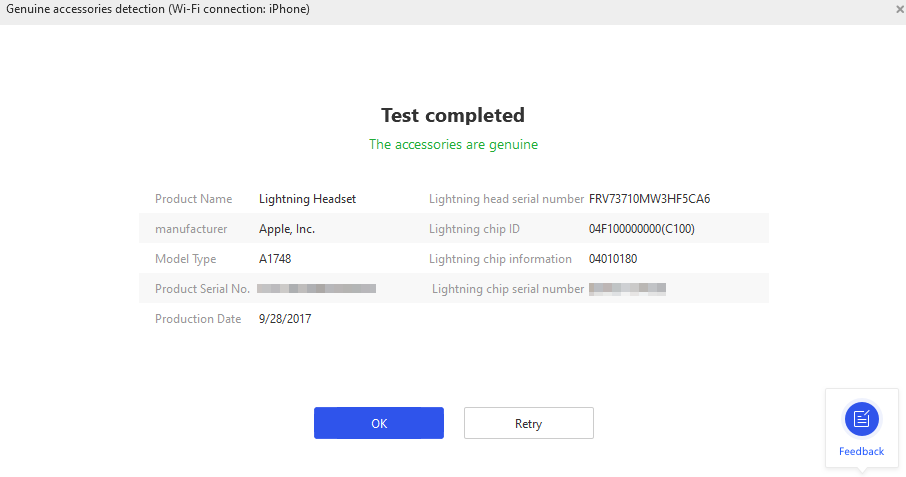 Genuine accessories detection (Wi-Fi connection: iPhone)
Test completed
The accessories are genuine
Product Name Lightning Headset Lightning head serial number FRV73710MW3HF5CA6
manufacturer Apple, Inc. Lightning chip ID 04F100000000(C100)
Model Type A1748 Lightning chip information 04010180
Product Serial No. Lightning chip serial number
Production Date 9/28/2017
OK Retry
Feedback